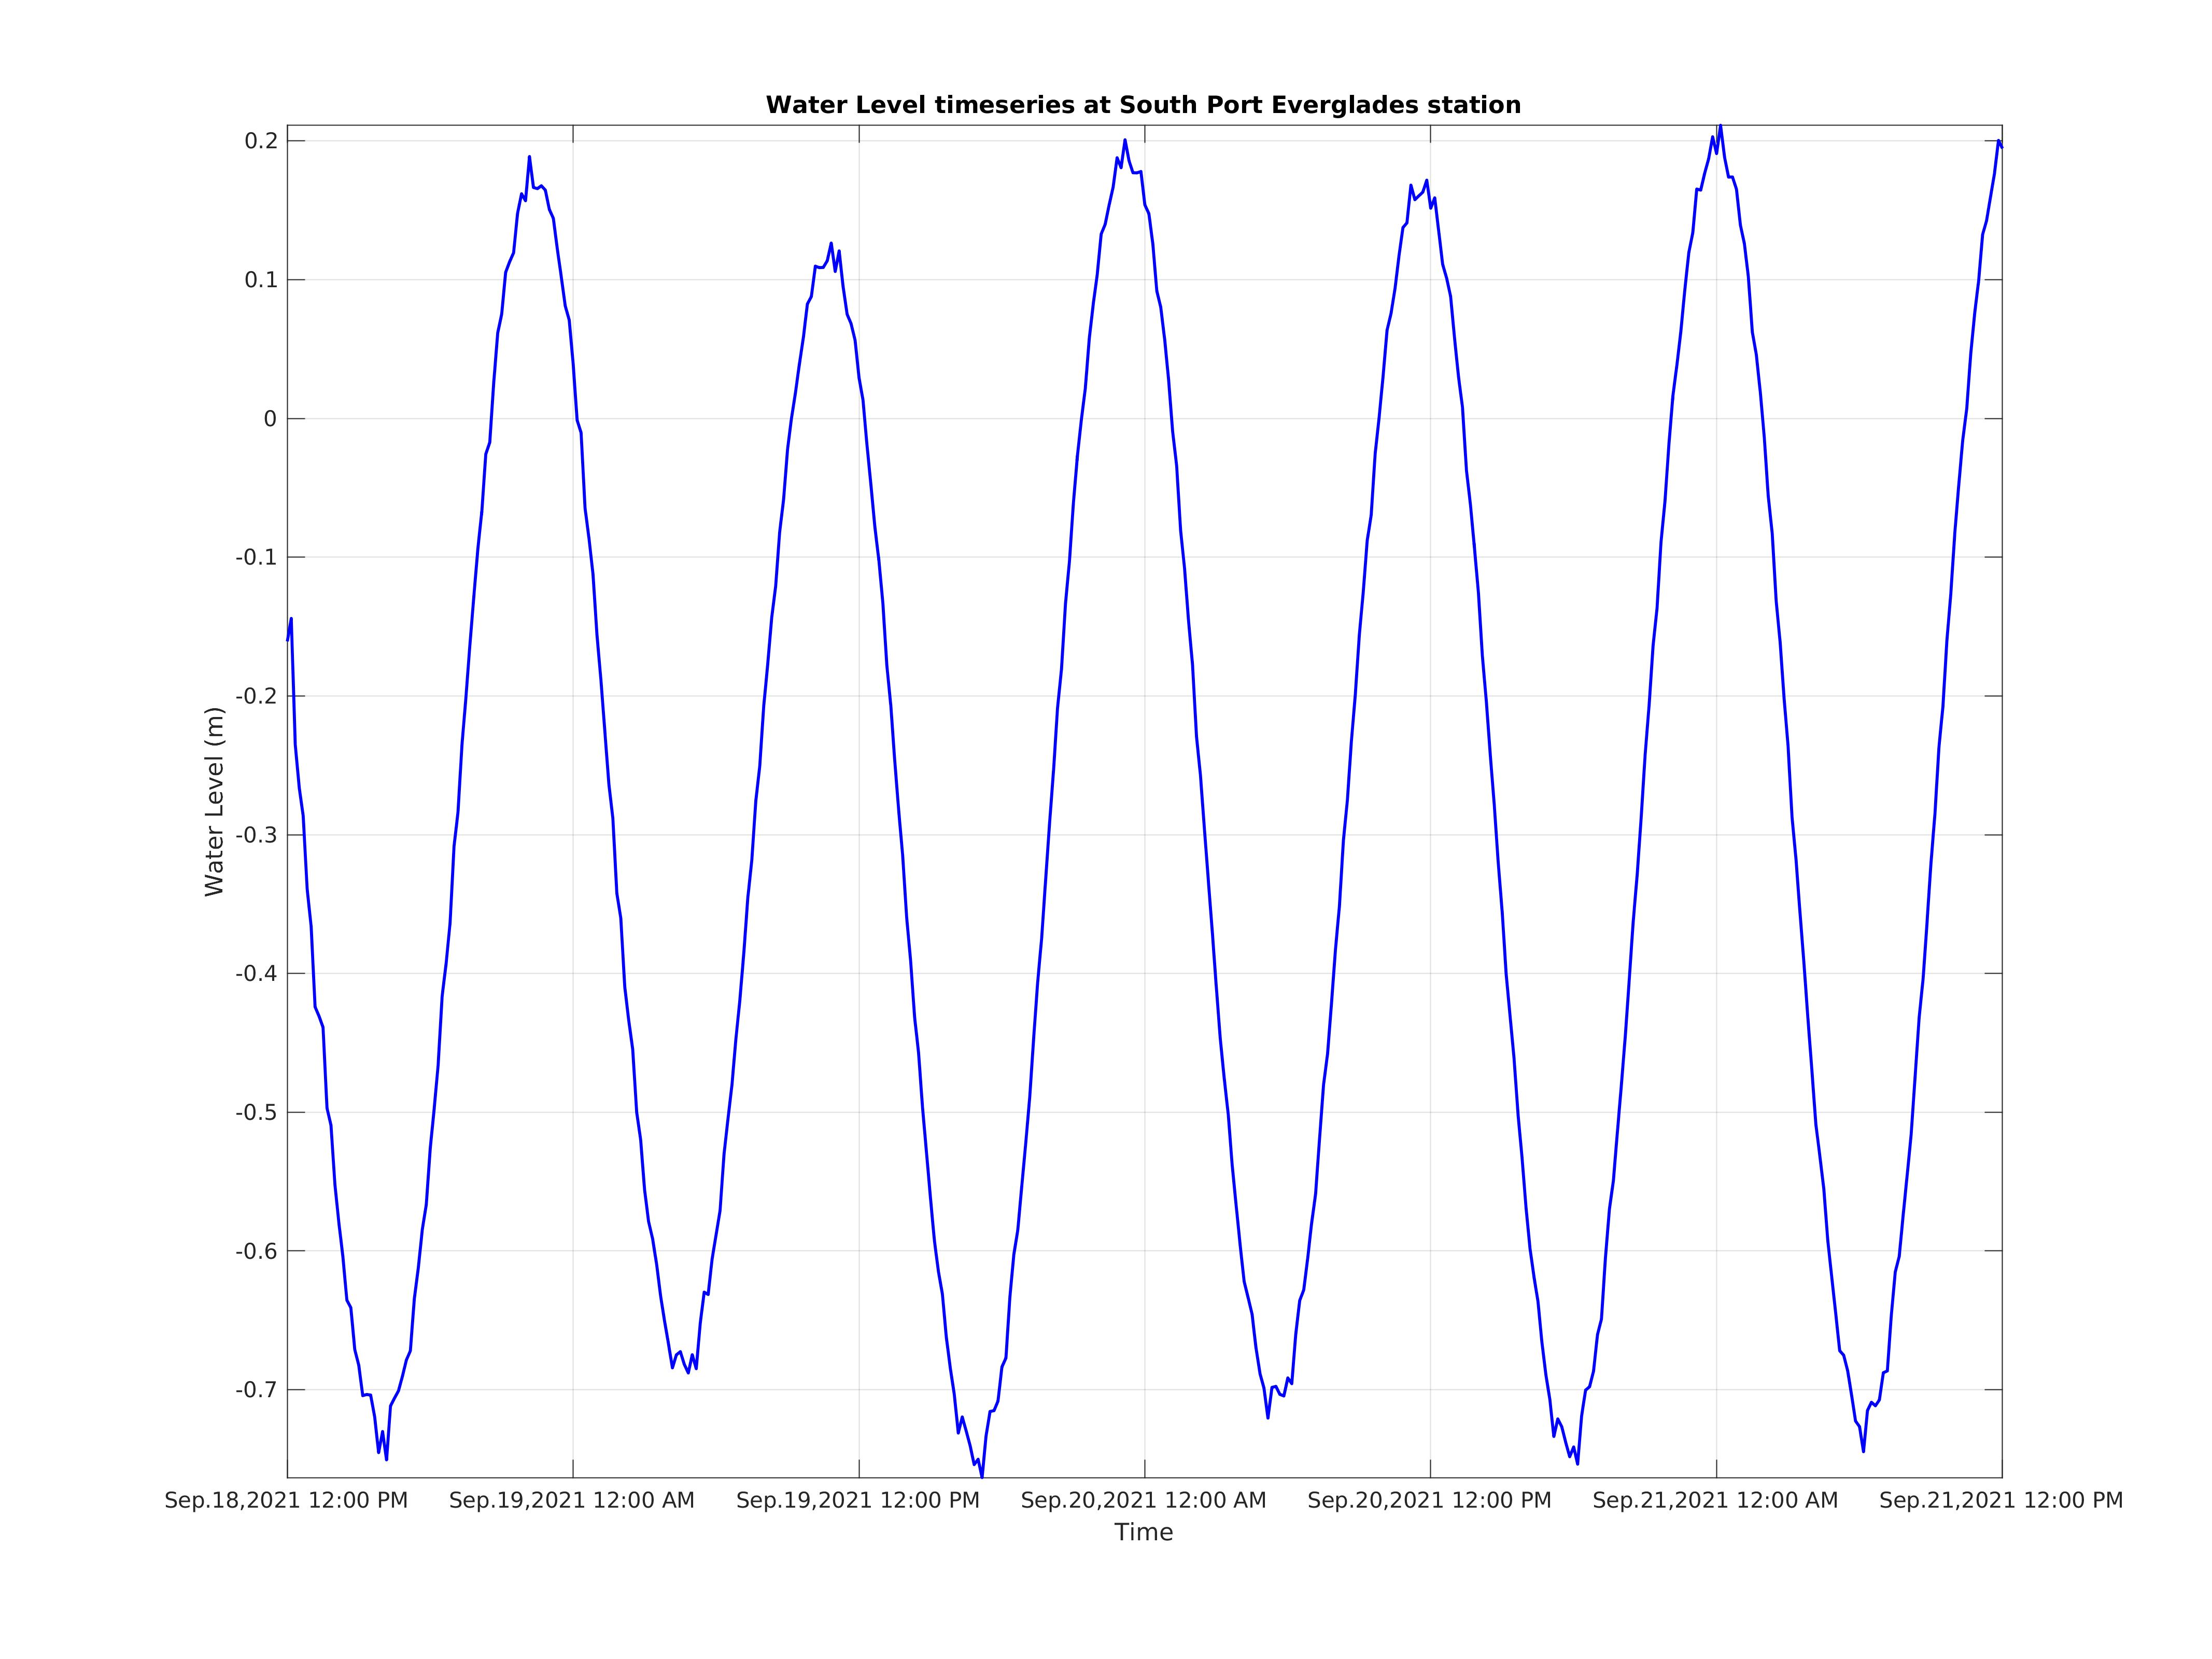 Water Level timeseries at South Port Everglades station
0.2
0.1
0
-0.1
-0.2
-0.3
-0.4
-0.5
-0.6
-0.7
Water Level (m)
Sep.18,2021 12:00 PM Sep.19,2021 12:00 AM Sep.19,2021 12:00 PM Sep.20,2021 12:00 AM Sep.20,2021 12:00 PM Sep.21,2021 12:00 AM Sep.21,2021 12:00 PM
Time